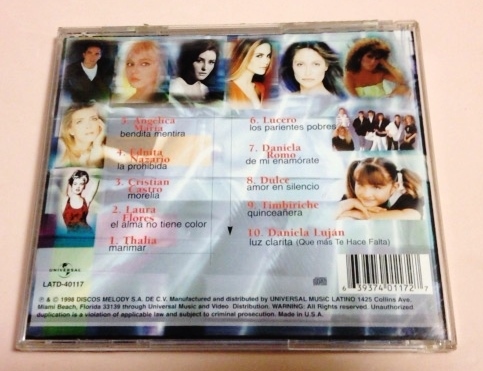 5. Angélica
María
bendita mentira
4. Ednita
Nazario
la prohibida
3. Cristian
Castro
morelia
2. Laura
Flores
el alma no tiene color
1. Thalía
marimar
6. Lucero
los parientes pobres
7. Daniela
Romo
de mi enamórate
8. Dulce
amor en silencio
9. Timbiriche
quinceañera
10. Daniela Luján
luz clarita (Que más Te Hace Falta)
UNIVERSAL
LATD-40117
6 39374 01172 7
℗ & © 1998 DISCOS MELODY S.A. DE C.V. Manufactured and distributed by UNIVERSAL MUSIC LATINO 1425 Collins Ave.
Miami Beach, Florida 33139 through Universal Music and Video Distribution. WARNING: All Rights reserved. Unauthorized
duplication is a violation of applicable law and subject to criminal prosecution. Made in U.S.A.